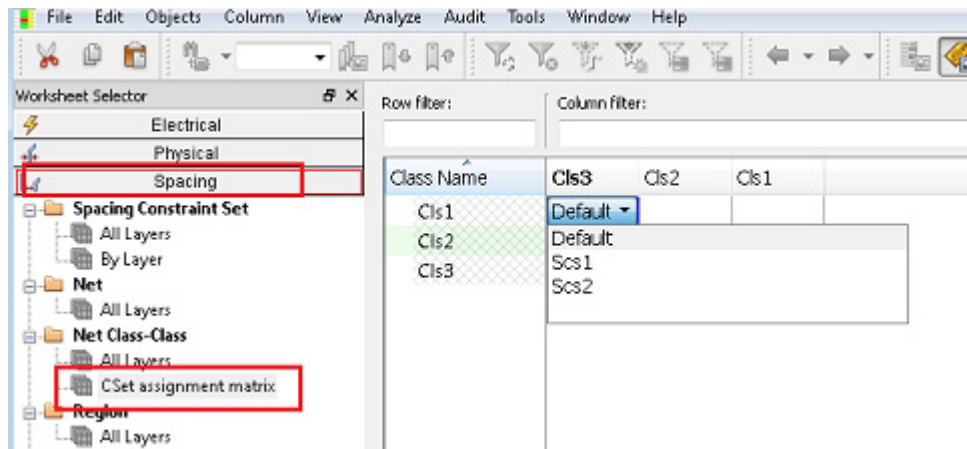 File Edit Objects Column View Analyze Audit Tools Window Help
Worksheet Selector
Electrical
Physical
Spacing
Spacing Constraint Set
All Layers
By Layer
Net
All Layers
Net Class-Class
All Layers
CSet assignment matrix
Region
All Layers
Row filter: Column filter:
Class Name Cls3 Cls2 Cls1
Cls1 Default
Cls2 Default
Scs1
Cls3 Scs2